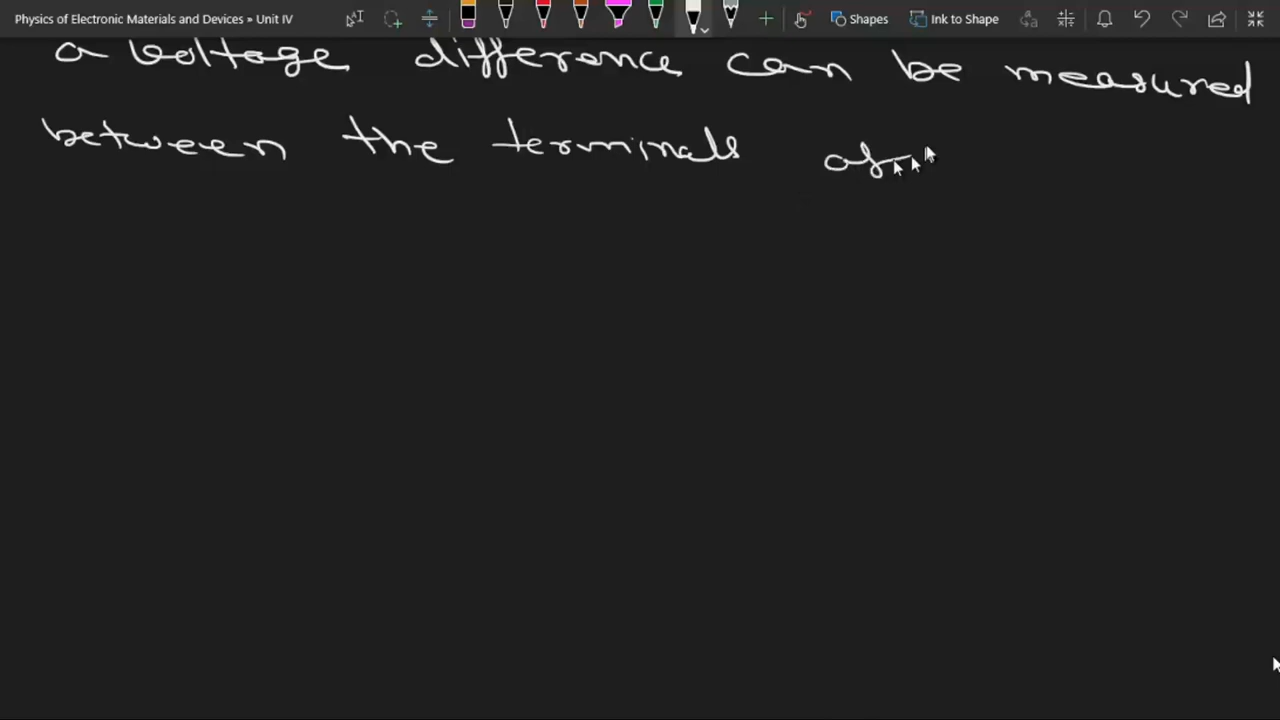 Physics of Electronic Materials and Devices » Unit IV Shapes Ink to Shape
a voltage difference can be measured
between the terminals of